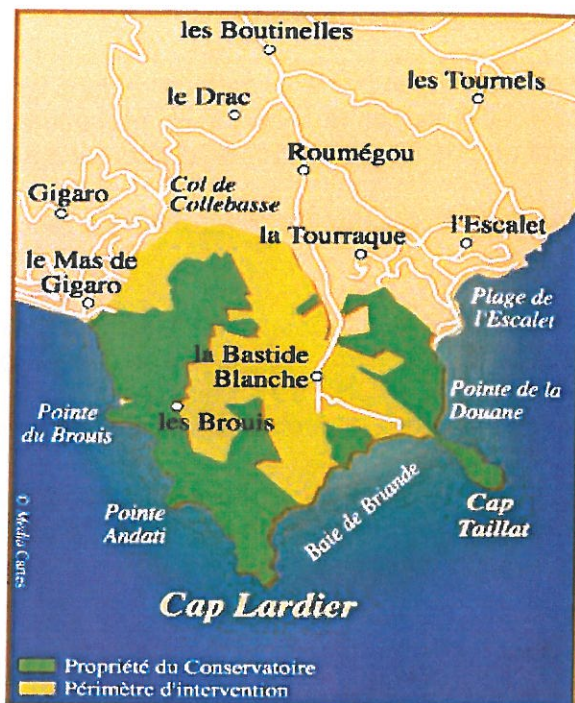 les Boutinelles
les Tournels
le Drac
Roumégou
Gigaro
Col de
Collebasse
l'Escalet
la Tourraque
le Mas de
Gigaro
Plage de
l'Escalet
la Bastide
Blanche
Pointe de la
Douane
Pointe
du Brouis
les Brouis
Baie de Briande
Cap
Taillat
Pointe
Andati
© Média Cartes
Cap Lardier
Propriété du Conservatoire
Périmètre d'intervention